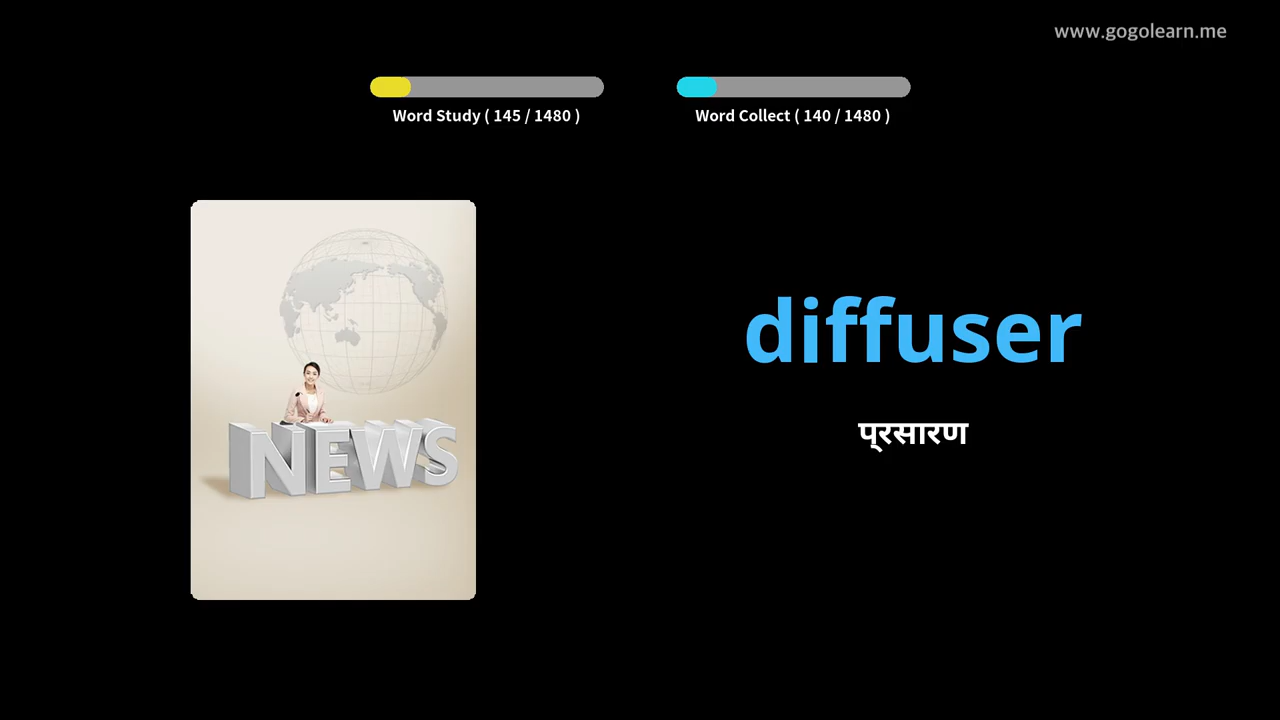 www.gogolearn.me
Word Study ( 145 / 1480 )
Word Collect ( 140 / 1480 )
NEWS
diffuser
प्रसारण